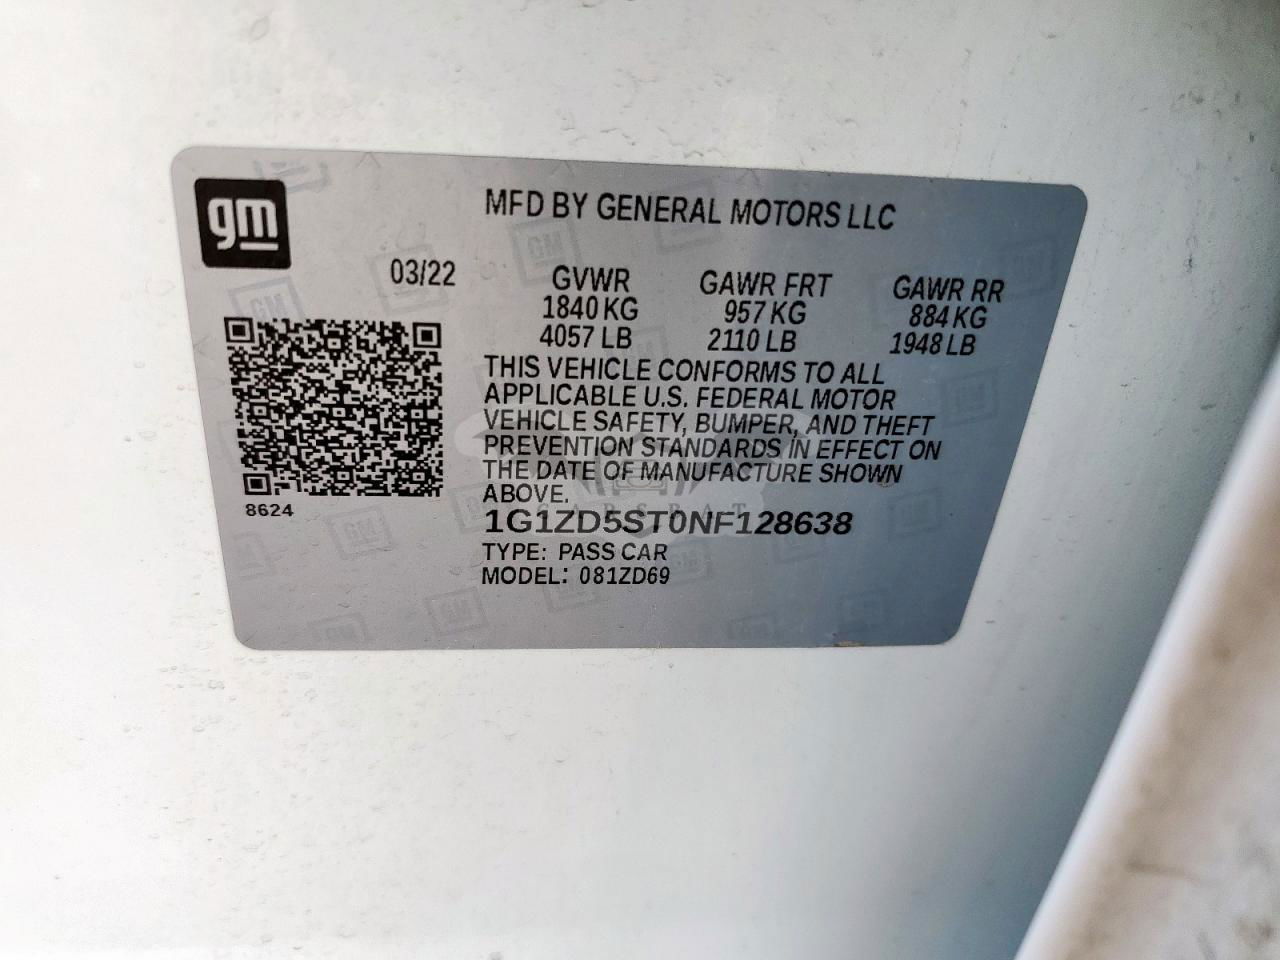 gm
MFD BY GENERAL MOTORS LLC
03/22
GVWR GAWR FRT GAWR RR
1840 KG 957 KG 884 KG
4057 LB 2110 LB 1948 LB
THIS VEHICLE CONFORMS TO ALL
APPLICABLE U.S. FEDERAL MOTOR
VEHICLE SAFETY, BUMPER, AND THEFT
PREVENTION STANDARDS IN EFFECT ON
THE DATE OF MANUFACTURE SHOWN
ABOVE.
8624
1G1ZD5ST0NF128638
TYPE: PASS CAR
MODEL: 081ZD69